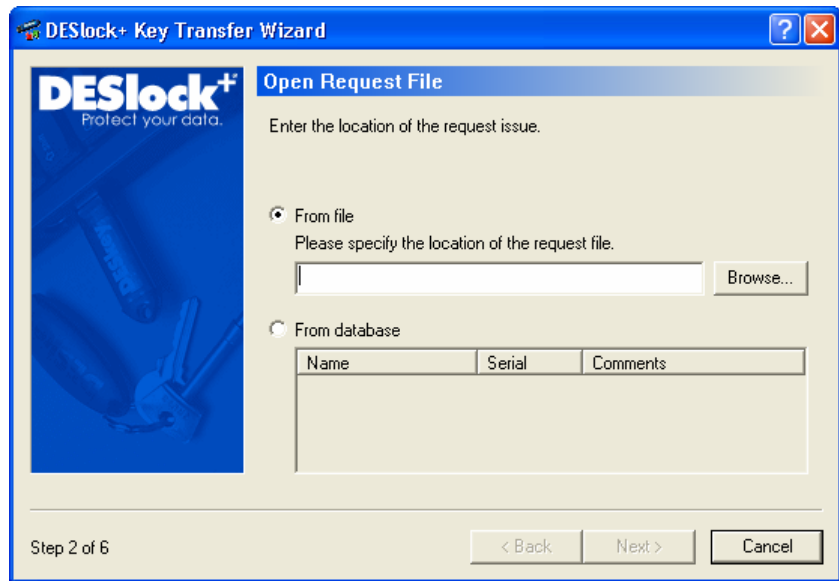 DESlock+ Key Transfer Wizard
DESlock+
Protect your data.
DESkey
Open Request File
Enter the location of the request issue.
From file
Please specify the location of the request file.
Browse...
From database
Name Serial Comments
Step 2 of 6
< Back Next > Cancel